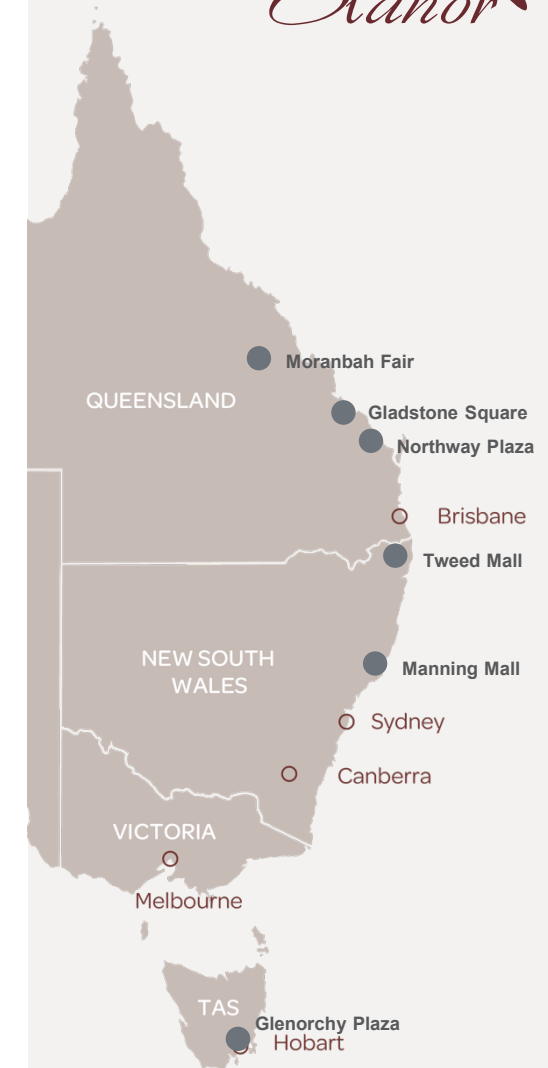 Elanor
Moranbah Fair
QUEENSLAND
Gladstone Square
Northway Plaza
Brisbane
Tweed Mall
NEW SOUTH
WALES
Manning Mall
Sydney
Canberra
VICTORIA
Melbourne
TAS
Glenorchy Plaza
Hobart